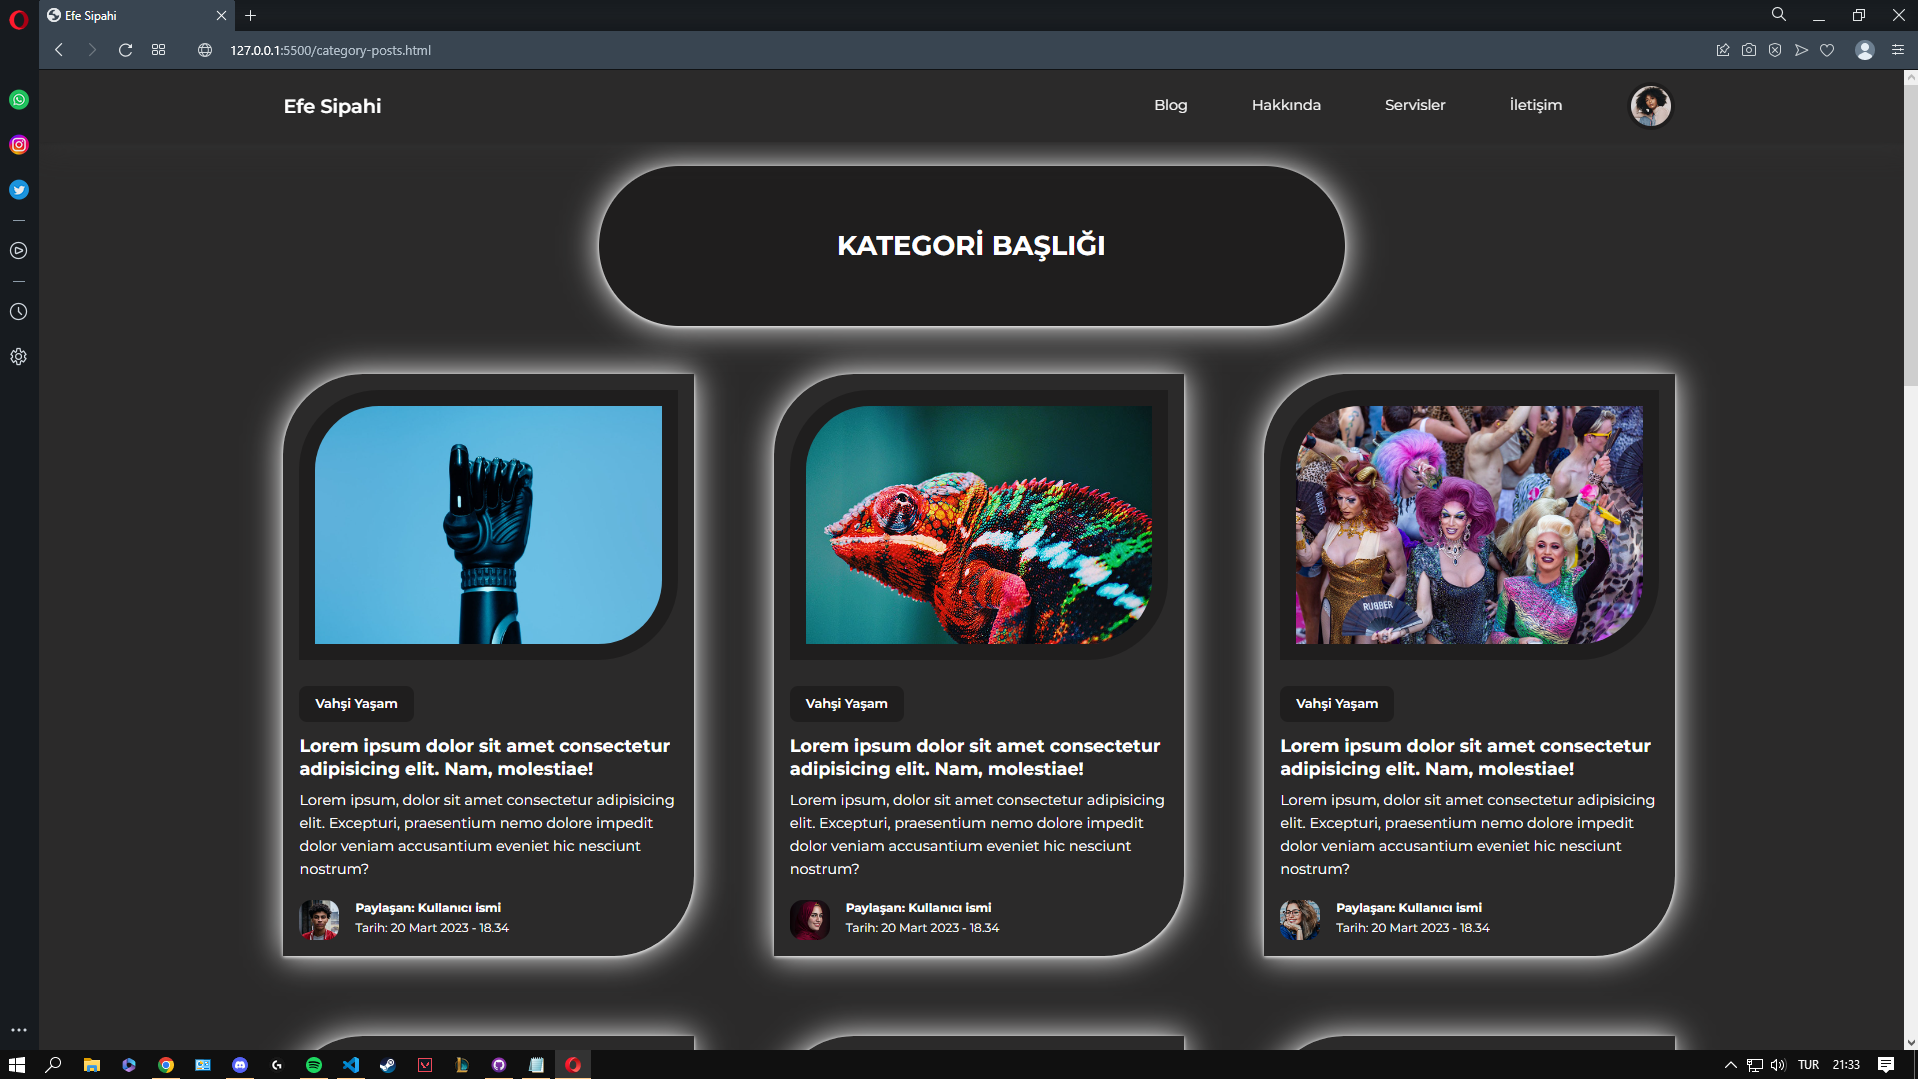 Efe Sipahi
127.0.0.1:5500/category-posts.html
Efe Sipahi
Blog
Hakkında
Servisler
İletişim
KATEGORİ BAŞLIĞI
RUBBER
Vahşi Yaşam
Lorem ipsum dolor sit amet consectetur
adipisicing elit. Nam, molestiae!
Lorem ipsum, dolor sit amet consectetur adipisicing
elit. Excepturi, praesentium nemo dolore impedit
dolor veniam accusantium eveniet hic nesciunt
nostrum?
Paylaşan: Kullanıcı ismi
Tarih: 20 Mart 2023 - 18.34
Vahşi Yaşam
Lorem ipsum dolor sit amet consectetur
adipisicing elit. Nam, molestiae!
Lorem ipsum, dolor sit amet consectetur adipisicing
elit. Excepturi, praesentium nemo dolore impedit
dolor veniam accusantium eveniet hic nesciunt
nostrum?
Paylaşan: Kullanıcı ismi
Tarih: 20 Mart 2023 - 18.34
Vahşi Yaşam
Lorem ipsum dolor sit amet consectetur
adipisicing elit. Nam, molestiae!
Lorem ipsum, dolor sit amet consectetur adipisicing
elit. Excepturi, praesentium nemo dolore impedit
dolor veniam accusantium eveniet hic nesciunt
nostrum?
Paylaşan: Kullanıcı ismi
Tarih: 20 Mart 2023 - 18.34
TUR
21:33